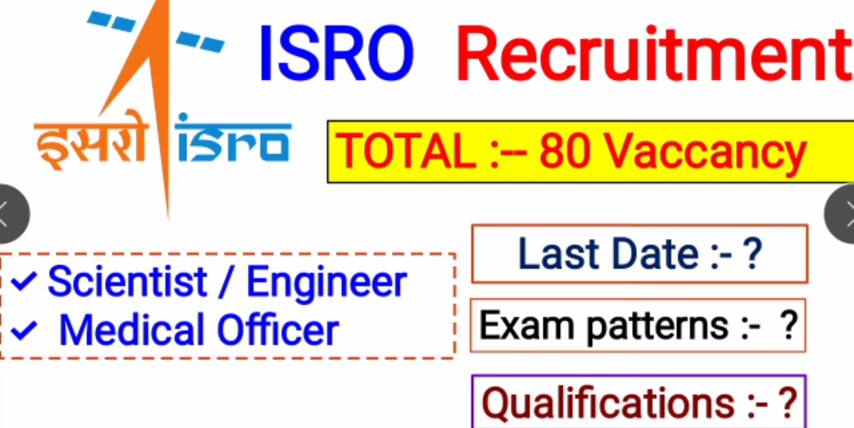 ISRO Recruitment
इसरो isro
TOTAL :-- 80 Vaccancy
Last Date :- ?
✓ Scientist / Engineer
✓ Medical Officer
Exam patterns :- ?
Qualifications :- ?